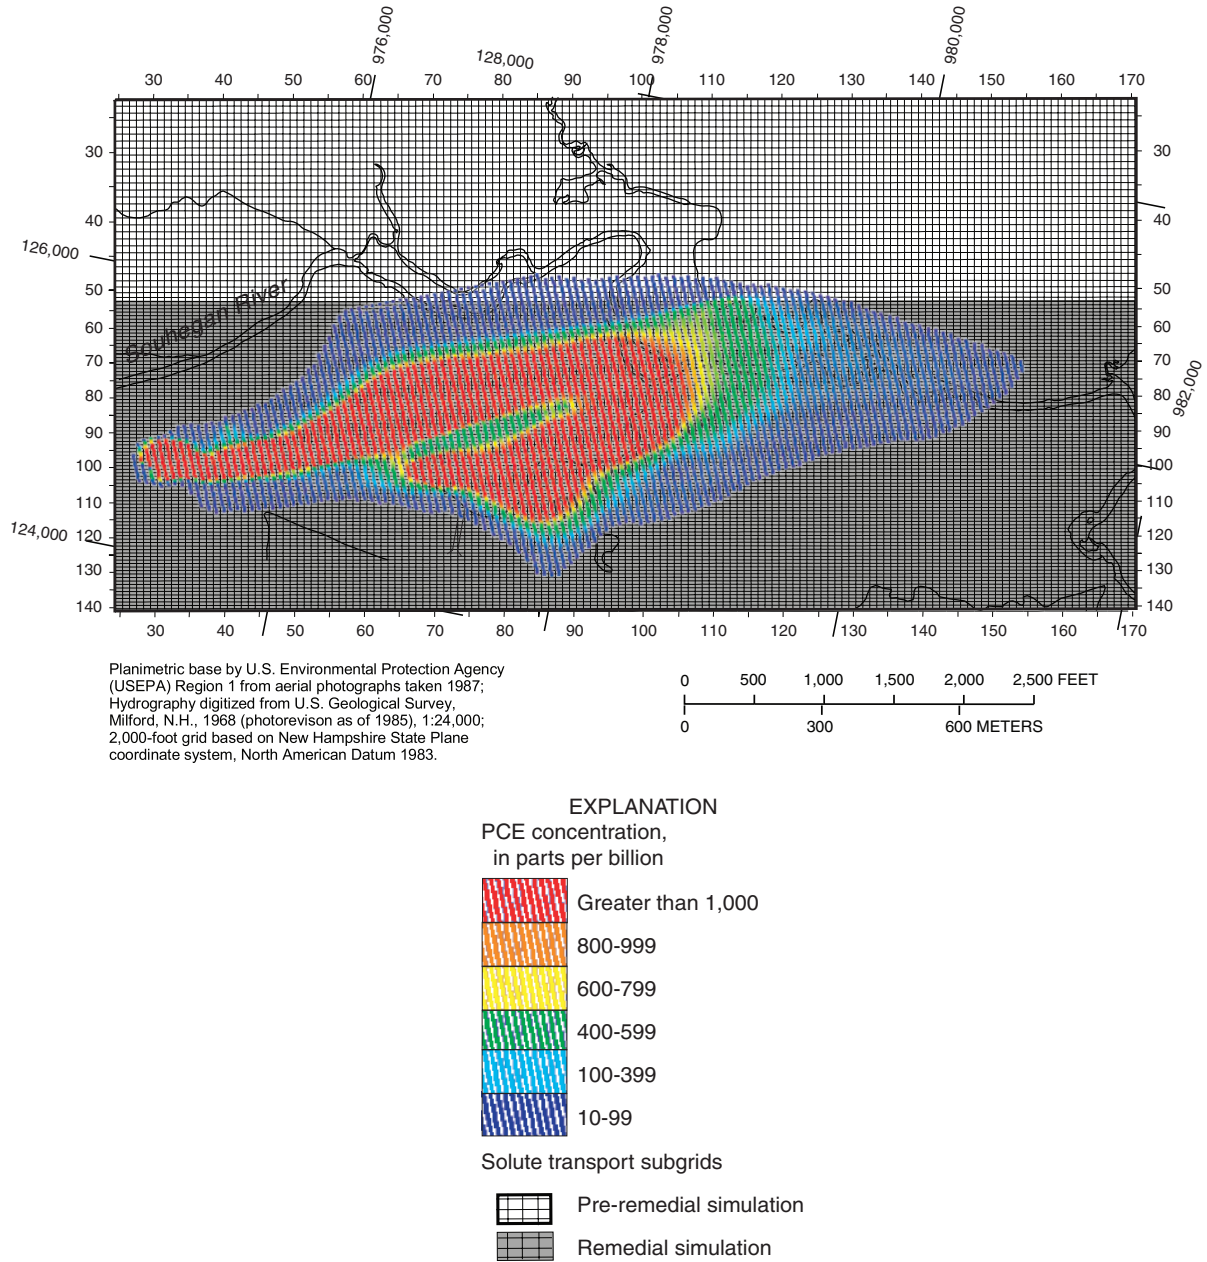 976,000
128,000
978,000
980,000
30 40 50 60 70 80 90 100 110 120 130 140 150 160 170
30 30
40 40
126,000
50 50
Souhegan River
60 60
70 70
80 80
982,000
90 90
100 100
110 110
124,000
120 120
130 130
140 140
30 40 50 60 70 80 90 100 110 120 130 140 150 160 170
Planimetric base by U.S. Environmental Protection Agency
(USEPA) Region 1 from aerial photographs taken 1987;
Hydrography digitized from U.S. Geological Survey,
Milford, N.H., 1968 (photorevison as of 1985), 1:24,000;
2,000-foot grid based on New Hampshire State Plane
coordinate system, North American Datum 1983.
0 500 1,000 1,500 2,000 2,500 FEET
0 300 600 METERS
EXPLANATION
PCE concentration,
in parts per billion
Greater than 1,000
800-999
600-799
400-599
100-399
10-99
Solute transport subgrids
Pre-remedial simulation
Remedial simulation